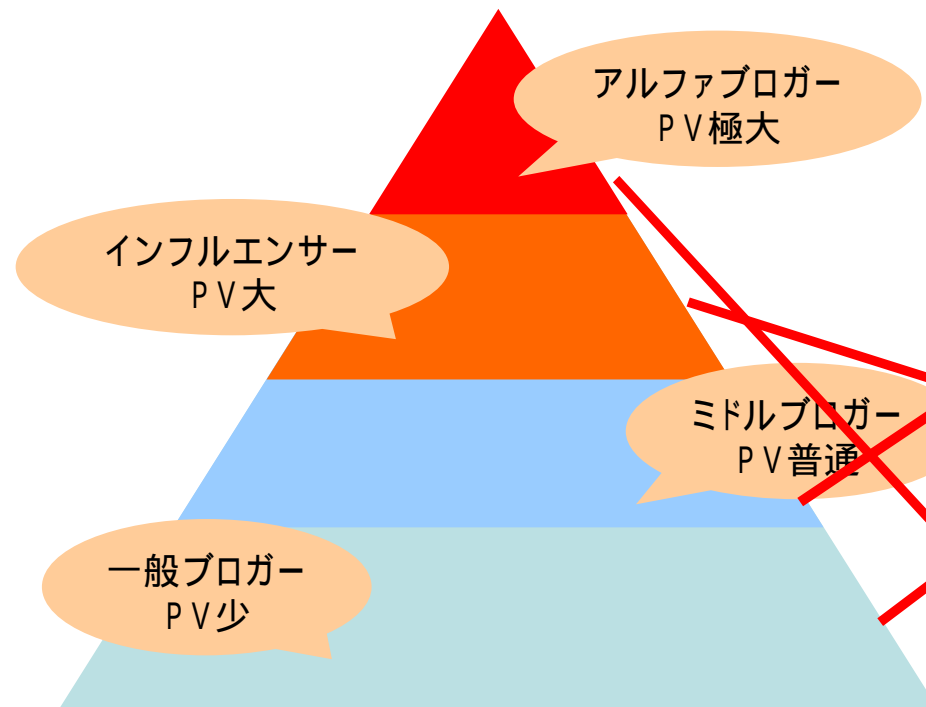 アルファブロガー
ＰＶ極大
インフルエンサー
ＰＶ大
ミドルブロガー
ＰＶ普通
一般ブロガー
ＰＶ少